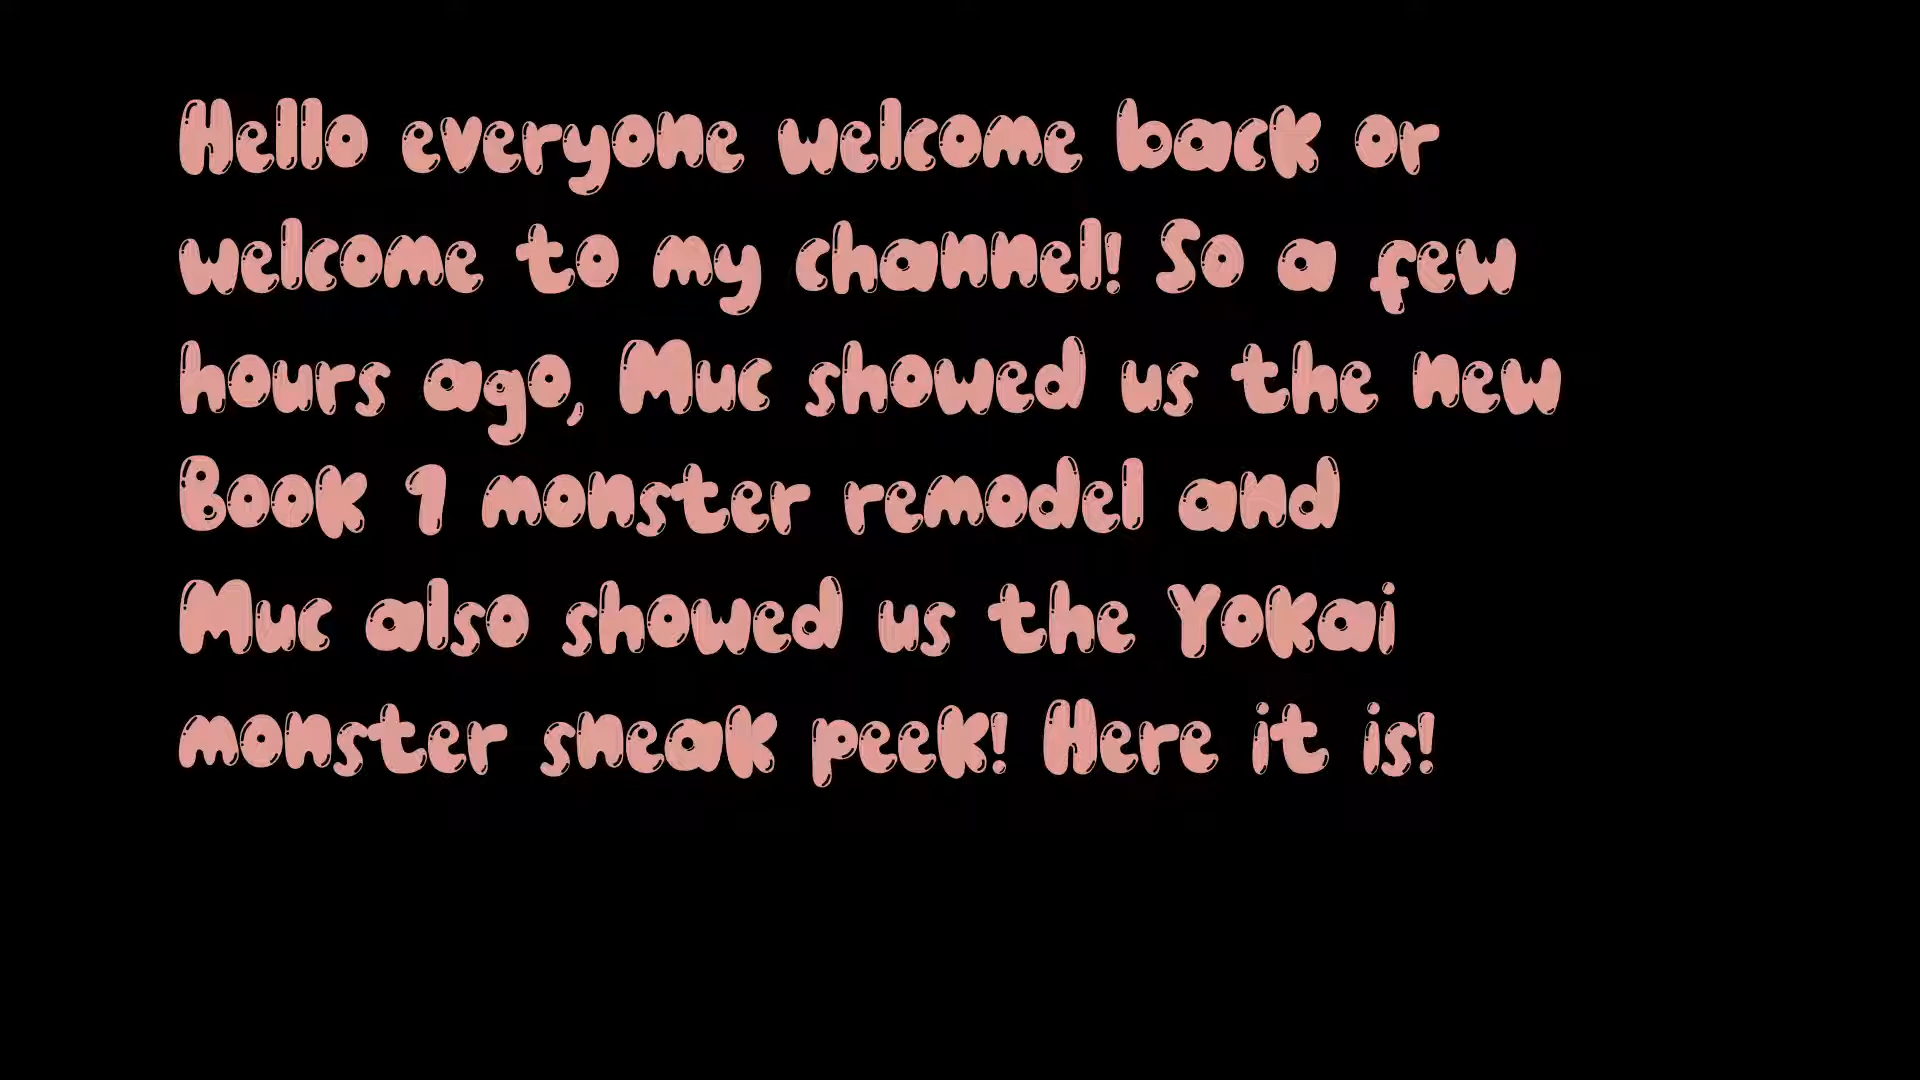 Hello everyone welcome back or
welcome to my channel! So a few
hours ago, Muc showed us the new
Book 1 monster remodel and
Muc also showed us the Yokai
monster sneak peek! Here it is!